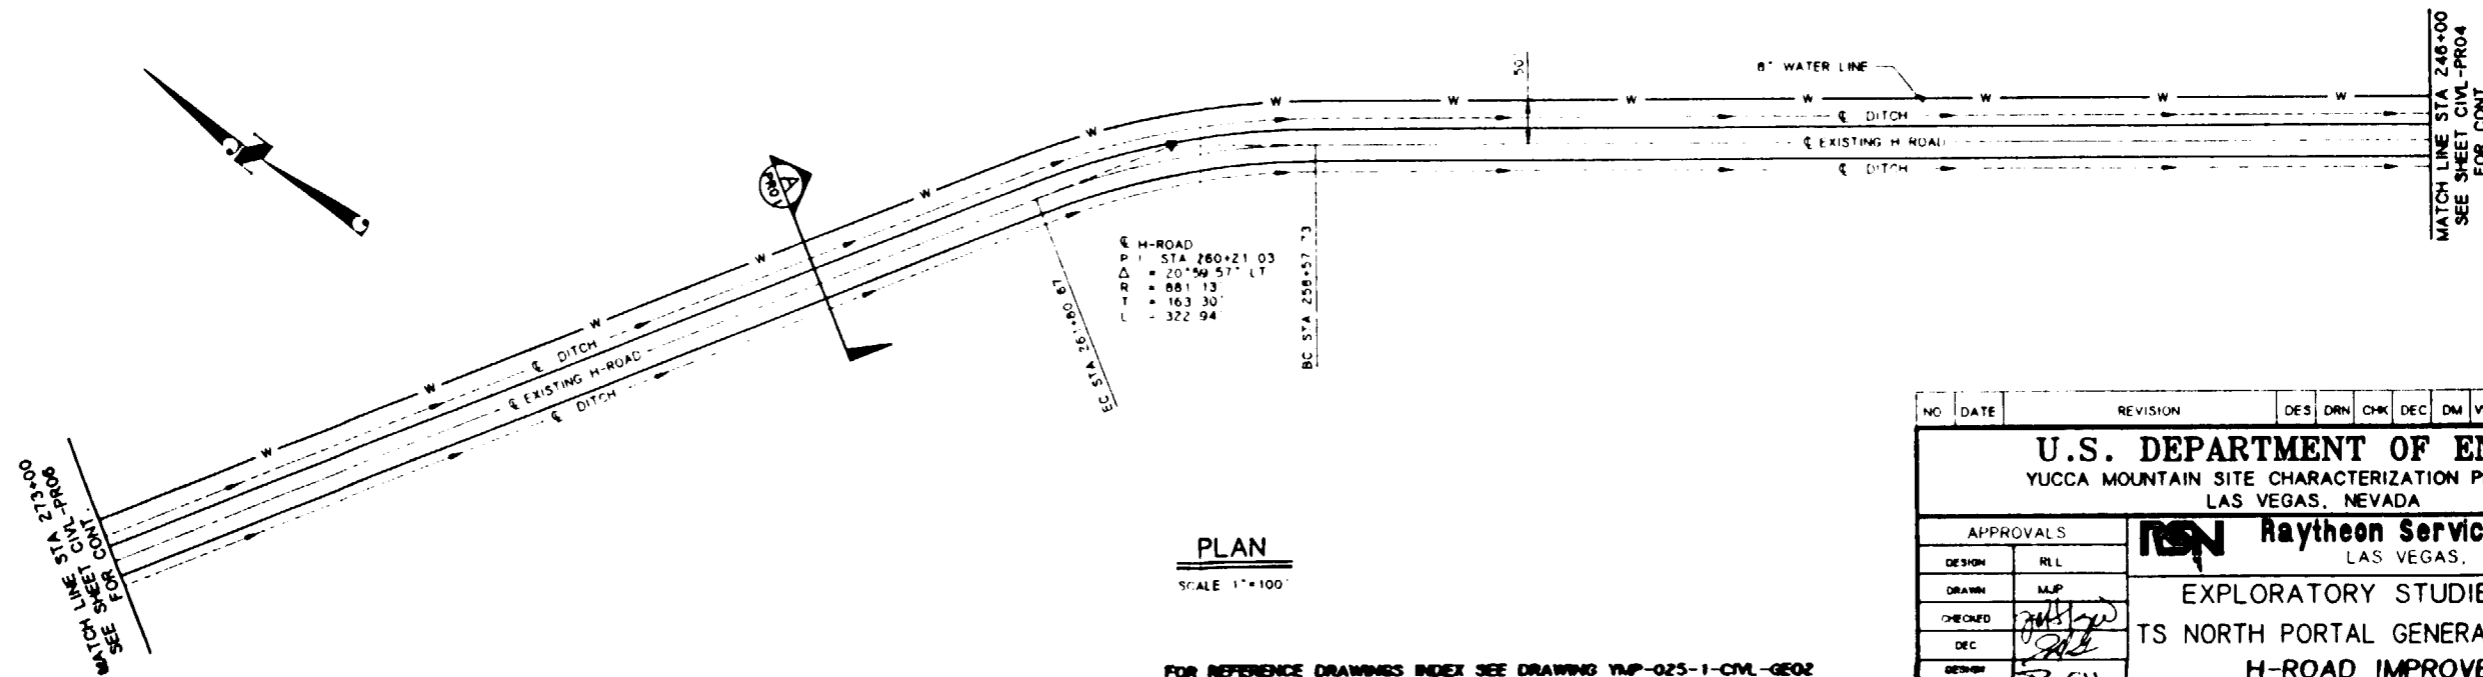 50'
8" WATER LINE
W W W W W W W
℄ DITCH
℄ EXISTING H ROAD
℄ DITCH
MATCH LINE STA 246+00
SEE SHEET CIVL-PR04
FOR CONT
A
PR01
W W W W W W W
℄ H-ROAD
P I STA 260+21 03
Δ = 20°59 57" LT
R = 881 13'
T = 163 30'
L = 322 94'
EC STA 261+80 67
BC STA 258+57 73
℄ DITCH
℄ EXISTING H-ROAD
℄ DITCH
MATCH LINE STA 273+00
SEE SHEET CIVL-PR06
FOR CONT.
PLAN
SCALE 1"=100'
FOR REFERENCE DRAWINGS INDEX SEE DRAWING YMP-025-1-CIVL-GE02
NO DATE REVISION DES DRN CHK DEC DM
U.S. DEPARTMENT OF EN
YUCCA MOUNTAIN SITE CHARACTERIZATION P
LAS VEGAS, NEVADA
APPROVALS
RSN Raytheon Servic
LAS VEGAS,
DESIGN RLL
DRAWN MJP
CHECKED
DEC
DESIGN
EXPLORATORY STUDIE
TS NORTH PORTAL GENERA
H-ROAD IMPROVE